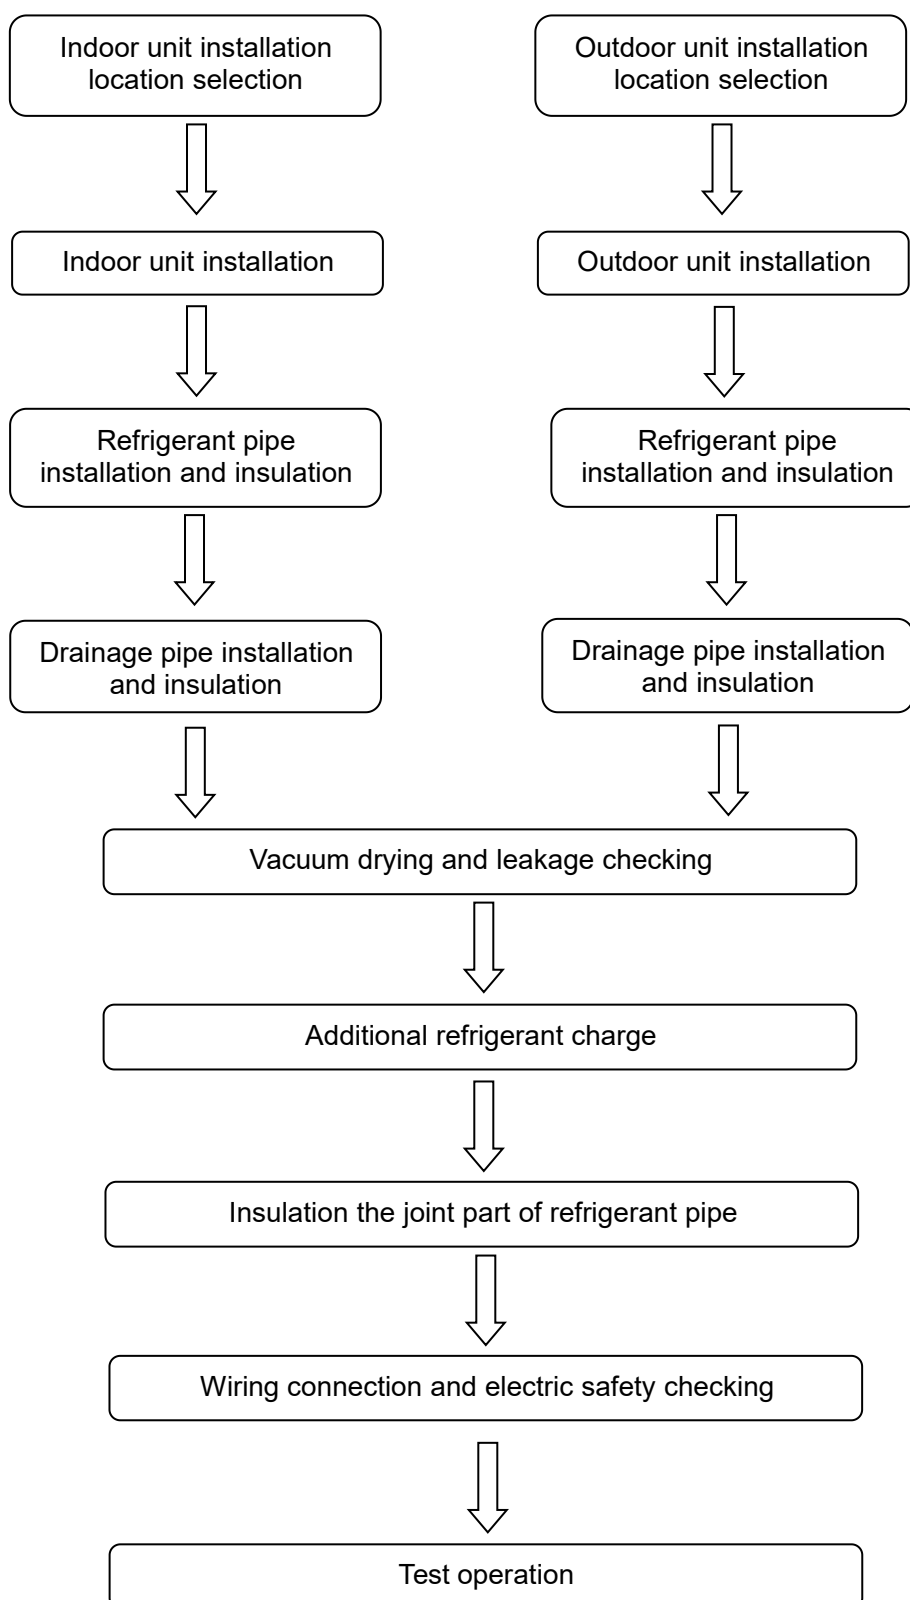 Indoor unit installation
location selection
Outdoor unit installation
location selection
Indoor unit installation
Outdoor unit installation
Refrigerant pipe
installation and insulation
Refrigerant pipe
installation and insulation
Drainage pipe installation
and insulation
Drainage pipe installation
and insulation
Vacuum drying and leakage checking
Additional refrigerant charge
Insulation the joint part of refrigerant pipe
Wiring connection and electric safety checking
Test operation